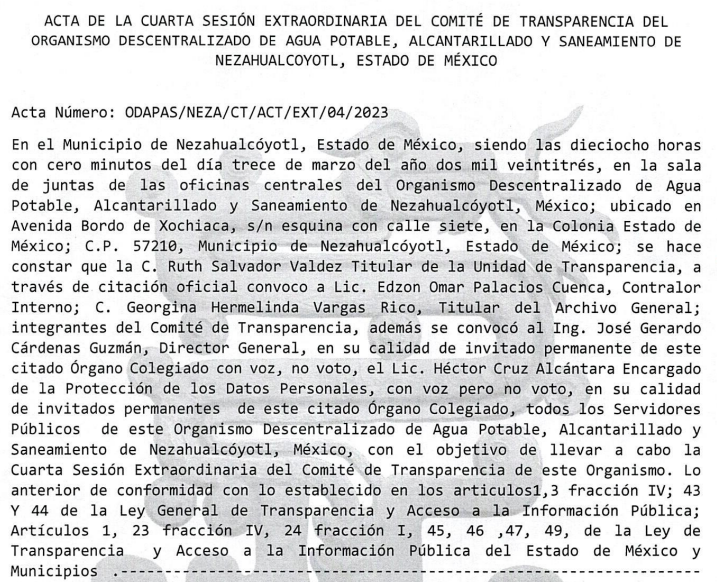 ACTA DE LA CUARTA SESIÓN EXTRAORDINARIA DEL COMITÉ DE TRANSPARENCIA DEL
ORGANISMO DESCENTRALIZADO DE AGUA POTABLE, ALCANTARILLADO Y SANEAMIENTO DE
NEZAHUALCOYOTL, ESTADO DE MÉXICO
Acta Número: ODAPAS/NEZA/CT/ACT/EXT/04/2023
En el Municipio de Nezahualcóyotl, Estado de México, siendo las dieciocho horas
con cero minutos del día trece de marzo del año dos mil veintitrés, en la sala
de juntas de las oficinas centrales del Organismo Descentralizado de Agua
Potable, Alcantarillado y Saneamiento de Nezahualcóyotl, México; ubicado en
Avenida Bordo de Xochiaca, s/n esquina con calle siete, en la Colonia Estado de
México; C.P. 57210, Municipio de Nezahualcóyotl, Estado de México; se hace
constar que la C. Ruth Salvador Valdez Titular de la Unidad de Transparencia, a
través de citación oficial convoco a Lic. Edzon Omar Palacios Cuenca, Contralor
Interno; C. Georgina Hermelinda Vargas Rico, Titular del Archivo General;
integrantes del Comité de Transparencia, además se convocó al Ing. José Gerardo
Cárdenas Guzmán, Director General, en su calidad de invitado permanente de este
citado Órgano Colegiado con voz, no voto, el Lic. Héctor Cruz Alcántara Encargado
de la Protección de los Datos Personales, con voz pero no voto, en su calidad
de invitados permanentes de este citado Órgano Colegiado, todos los Servidores
Públicos de este Organismo Descentralizado de Agua Potable, Alcantarillado y
Saneamiento de Nezahualcóyotl, México, con el objetivo de llevar a cabo la
Cuarta Sesión Extraordinaria del Comité de Transparencia de este Organismo. Lo
anterior de conformidad con lo establecido en los articulos1,3 fracción IV; 43
Y 44 de la Ley General de Transparencia y Acceso a la Información Pública;
Artículos 1, 23 fracción IV, 24 fracción I, 45, 46 ,47, 49, de la Ley de
Transparencia y Acceso a la Información Pública del Estado de México y
Municipios .-----------------------------------------------------------------